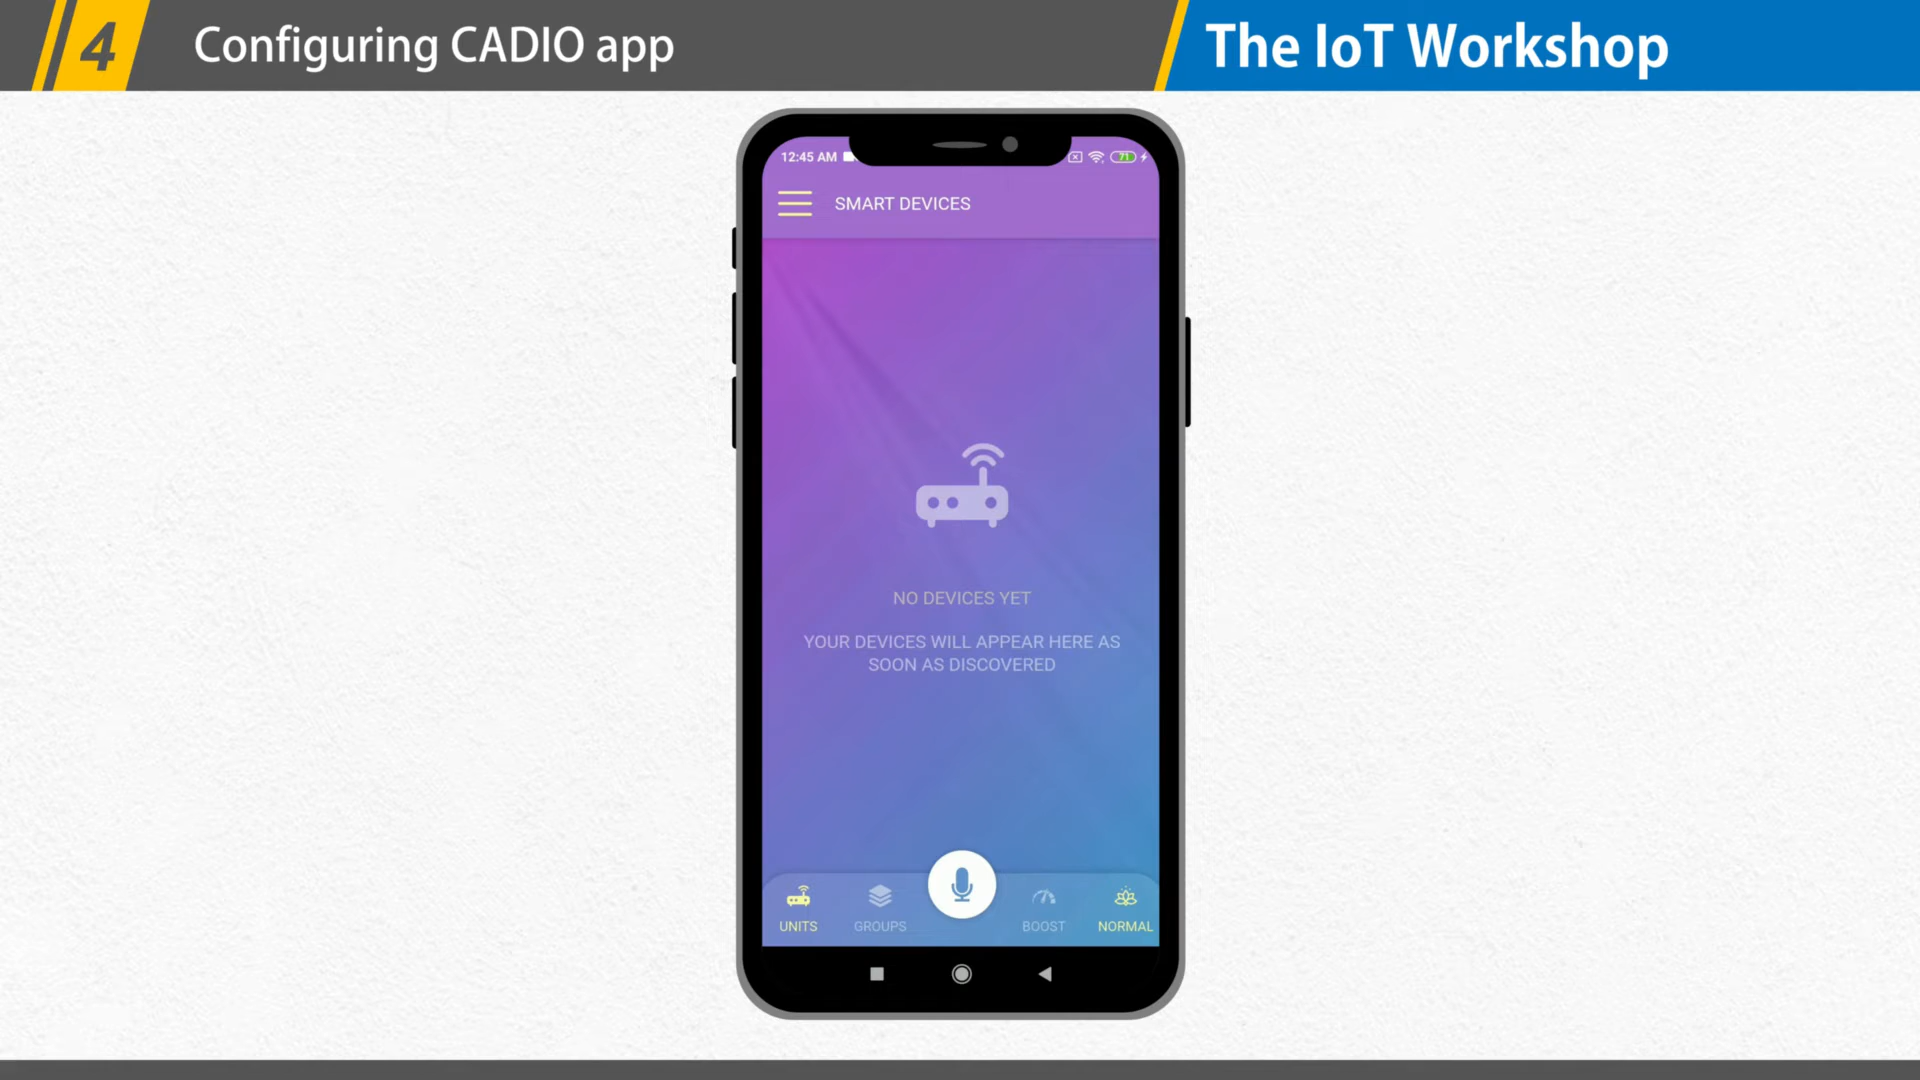 4
Configuring CADIO app
The IoT Workshop
12:45 AM
71
SMART DEVICES
NO DEVICES YET
YOUR DEVICES WILL APPEAR HERE AS
SOON AS DISCOVERED
UNITS
GROUPS
BOOST
NORMAL